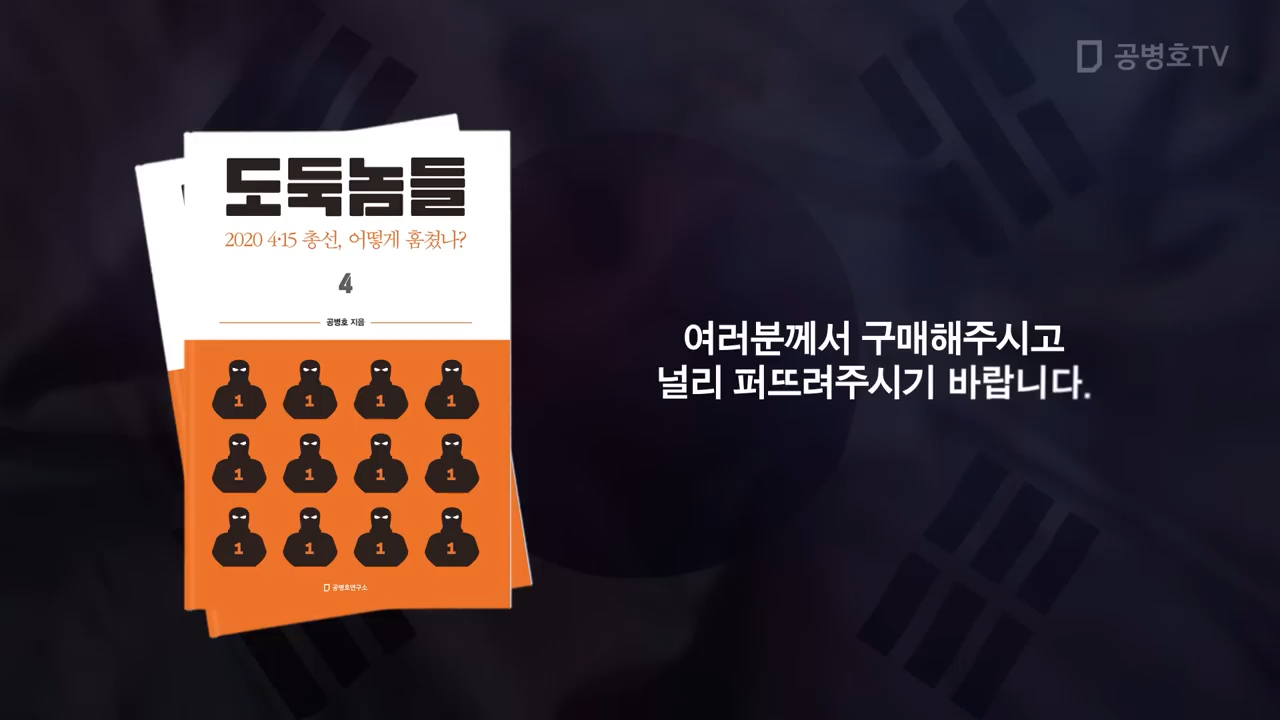 공병호TV
도둑놈들
2020 4·15 총선, 어떻게 훔쳤나?
4
공병호 지음
1 1 1 1
1 1 1 1
1 1 1 1
공병호연구소
여러분께서 구매해주시고
널리 퍼뜨려주시기 바랍니다.